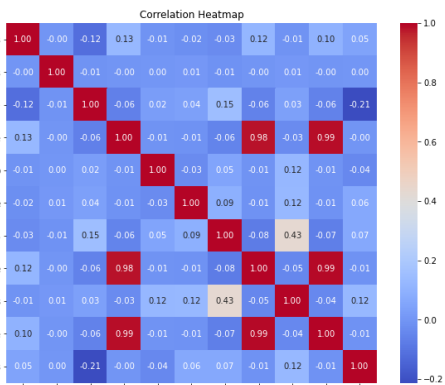 Correlation Heatmap
1.00 -0.00 -0.12 0.13 -0.01 -0.02 -0.03 0.12 -0.01 0.10 0.05
-0.00 1.00 -0.01 -0.00 0.00 0.01 -0.01 -0.00 0.01 -0.00 0.00
-0.12 -0.01 1.00 -0.06 0.02 0.04 0.15 -0.06 0.03 -0.06 -0.21
0.13 -0.00 -0.06 1.00 -0.01 -0.01 -0.06 0.98 -0.03 0.99 -0.00
-0.01 0.00 0.02 -0.01 1.00 -0.03 0.05 -0.01 0.12 -0.01 -0.04
-0.02 0.01 0.04 -0.01 -0.03 1.00 0.09 -0.01 0.12 -0.01 0.06
-0.03 -0.01 0.15 -0.06 0.05 0.09 1.00 -0.08 0.43 -0.07 0.07
0.12 -0.00 -0.06 0.98 -0.01 -0.01 -0.08 1.00 -0.05 0.99 -0.01
-0.01 0.01 0.03 -0.03 0.12 0.12 0.43 -0.05 1.00 -0.04 0.12
0.10 -0.00 -0.06 0.99 -0.01 -0.01 -0.07 0.99 -0.04 1.00 -0.01
0.05 0.00 -0.21 -0.00 -0.04 0.06 0.07 -0.01 0.12 -0.01 1.00
1.0
0.8
0.6
0.4
0.2
0.0
-0.2